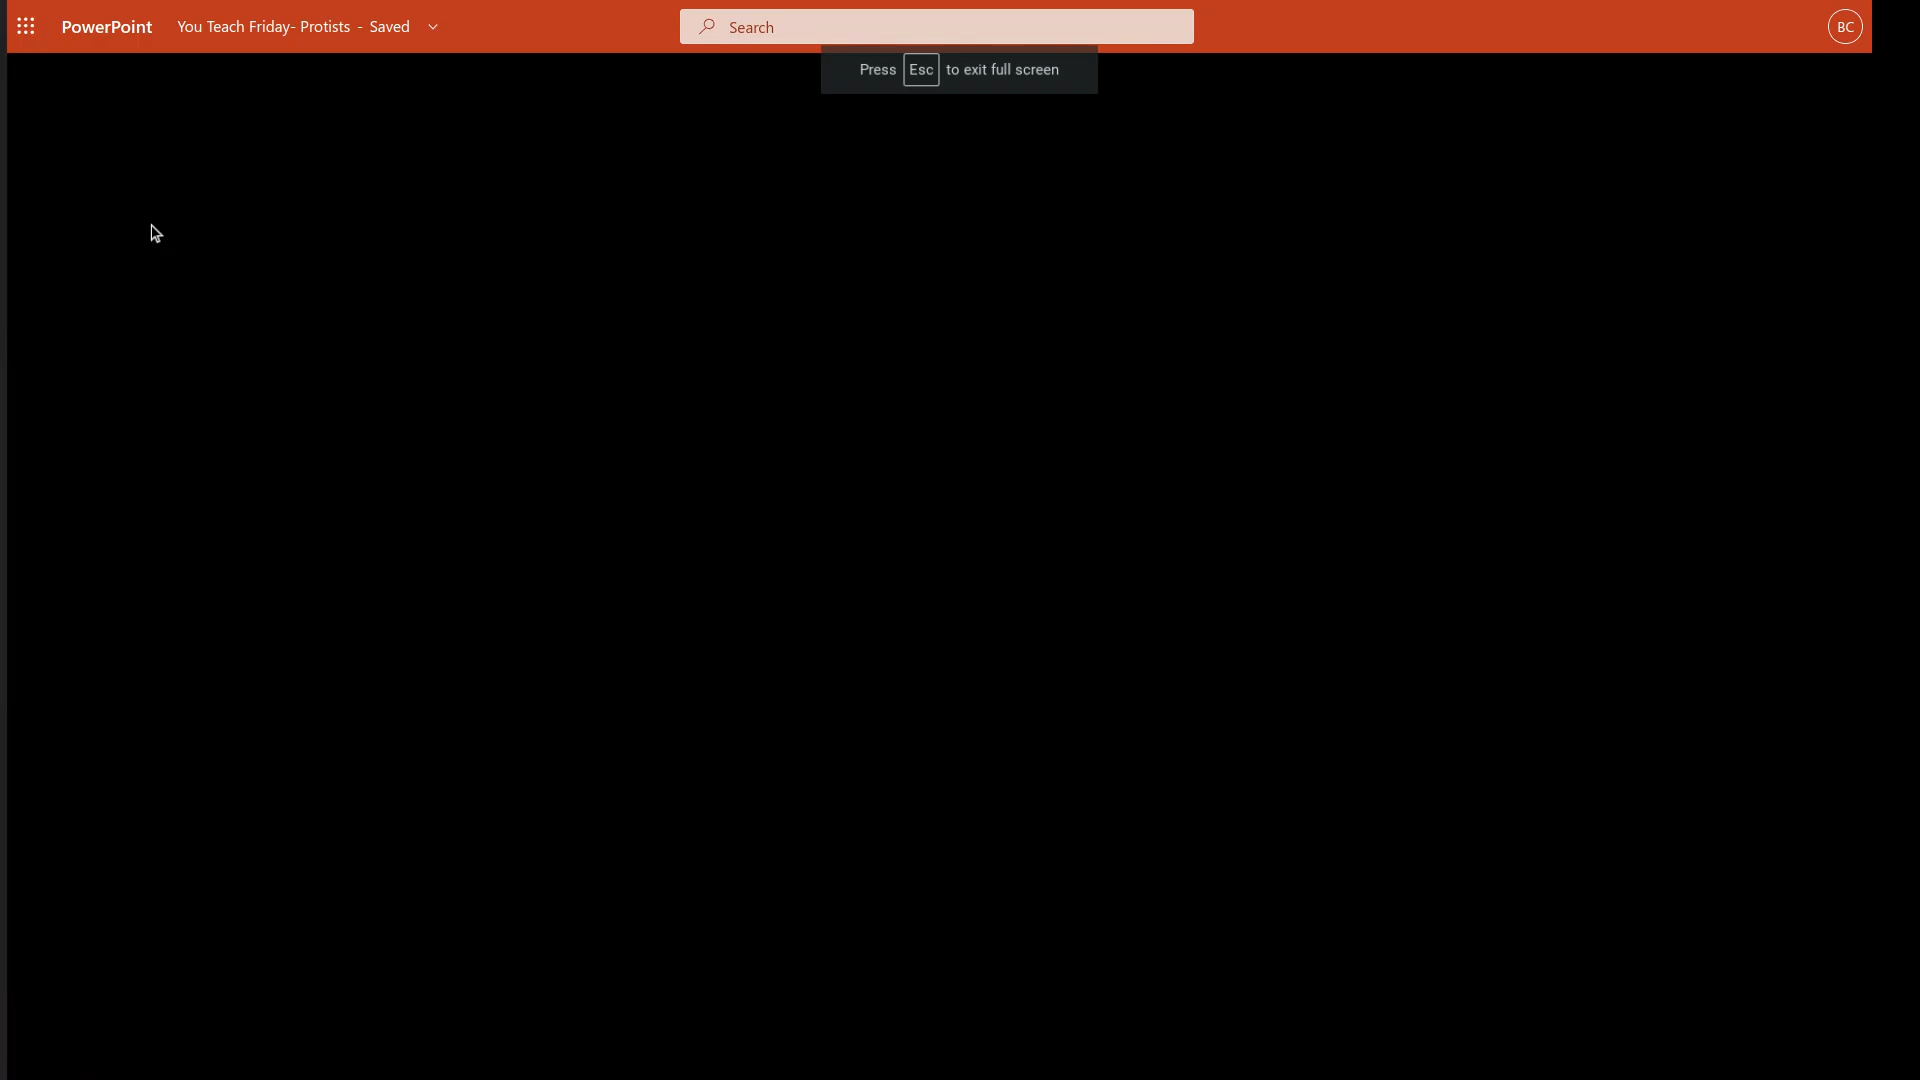 PowerPoint You Teach Friday- Protists - Saved Search BC
Press Esc to exit full screen